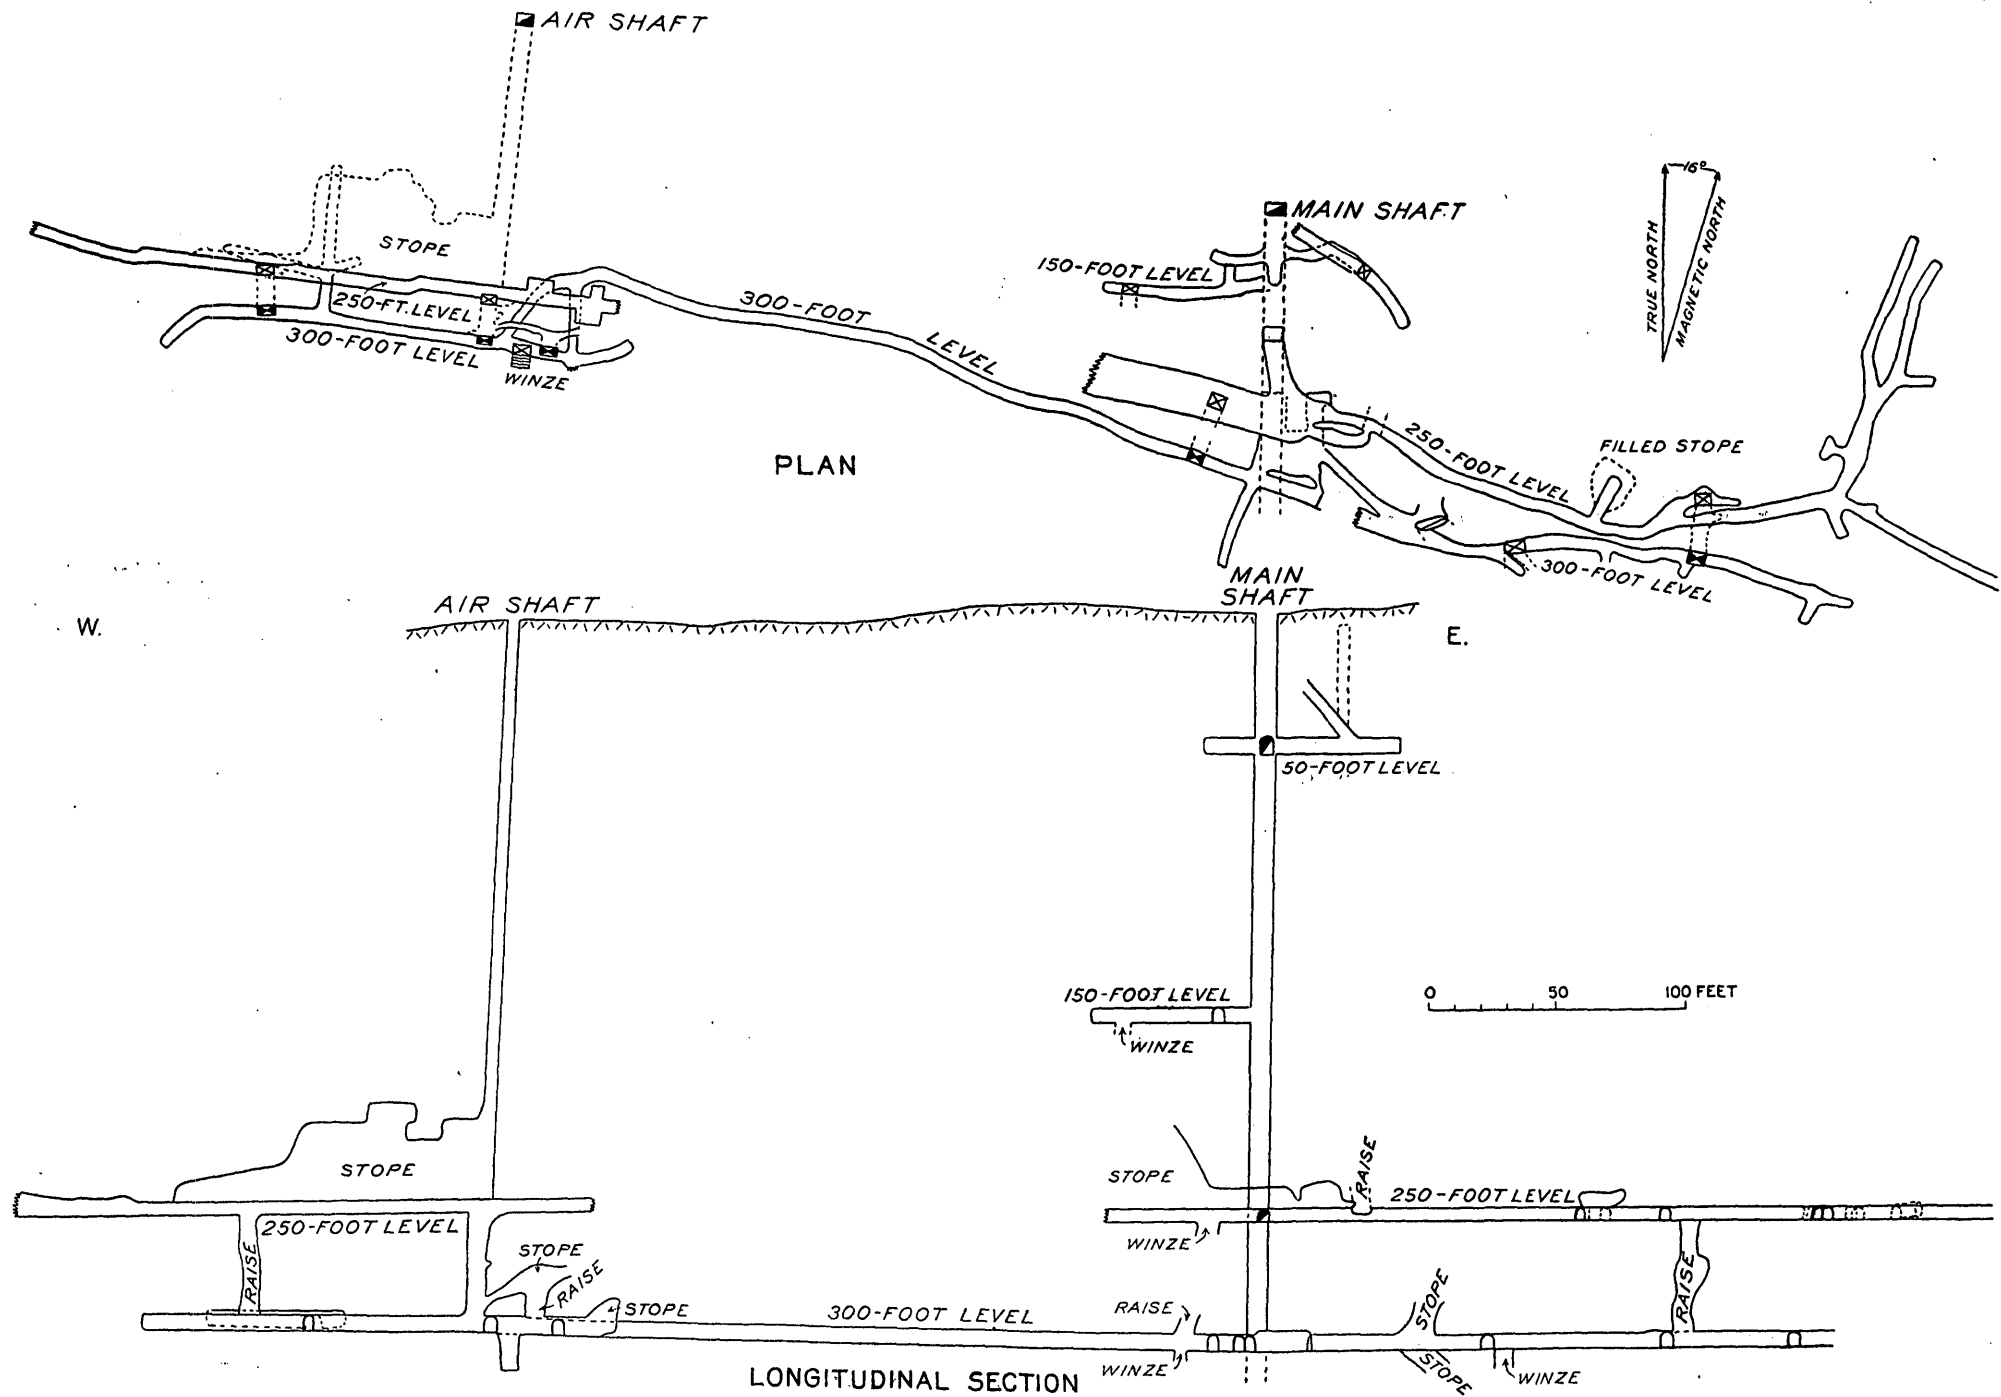 AIR SHAFT
MAIN SHAFT
16°
TRUE NORTH
MAGNETIC NORTH
STOPE
150-FOOT LEVEL
250-FT. LEVEL
300-FOOT LEVEL
300-FOOT LEVEL
WINZE
250-FOOT LEVEL
FILLED STOPE
PLAN
300-FOOT LEVEL
MAIN
SHAFT
AIR SHAFT
W.
E.
50-FOOT LEVEL
150-FOOT LEVEL
0 50 100 FEET
WINZE
STOPE
STOPE
RAISE
250-FOOT LEVEL
250-FOOT LEVEL
WINZE
RAISE
STOPE
RAISE
STOPE
300-FOOT LEVEL
RAISE
STOPE
RAISE
WINZE
STOPE
WINZE
LONGITUDINAL SECTION